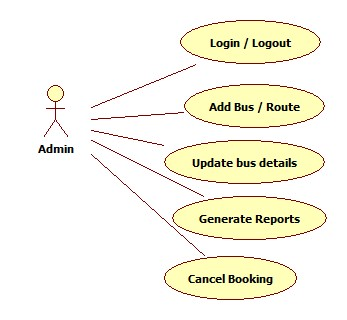 Login / Logout
Add Bus / Route
Admin
Update bus details
Generate Reports
Cancel Booking